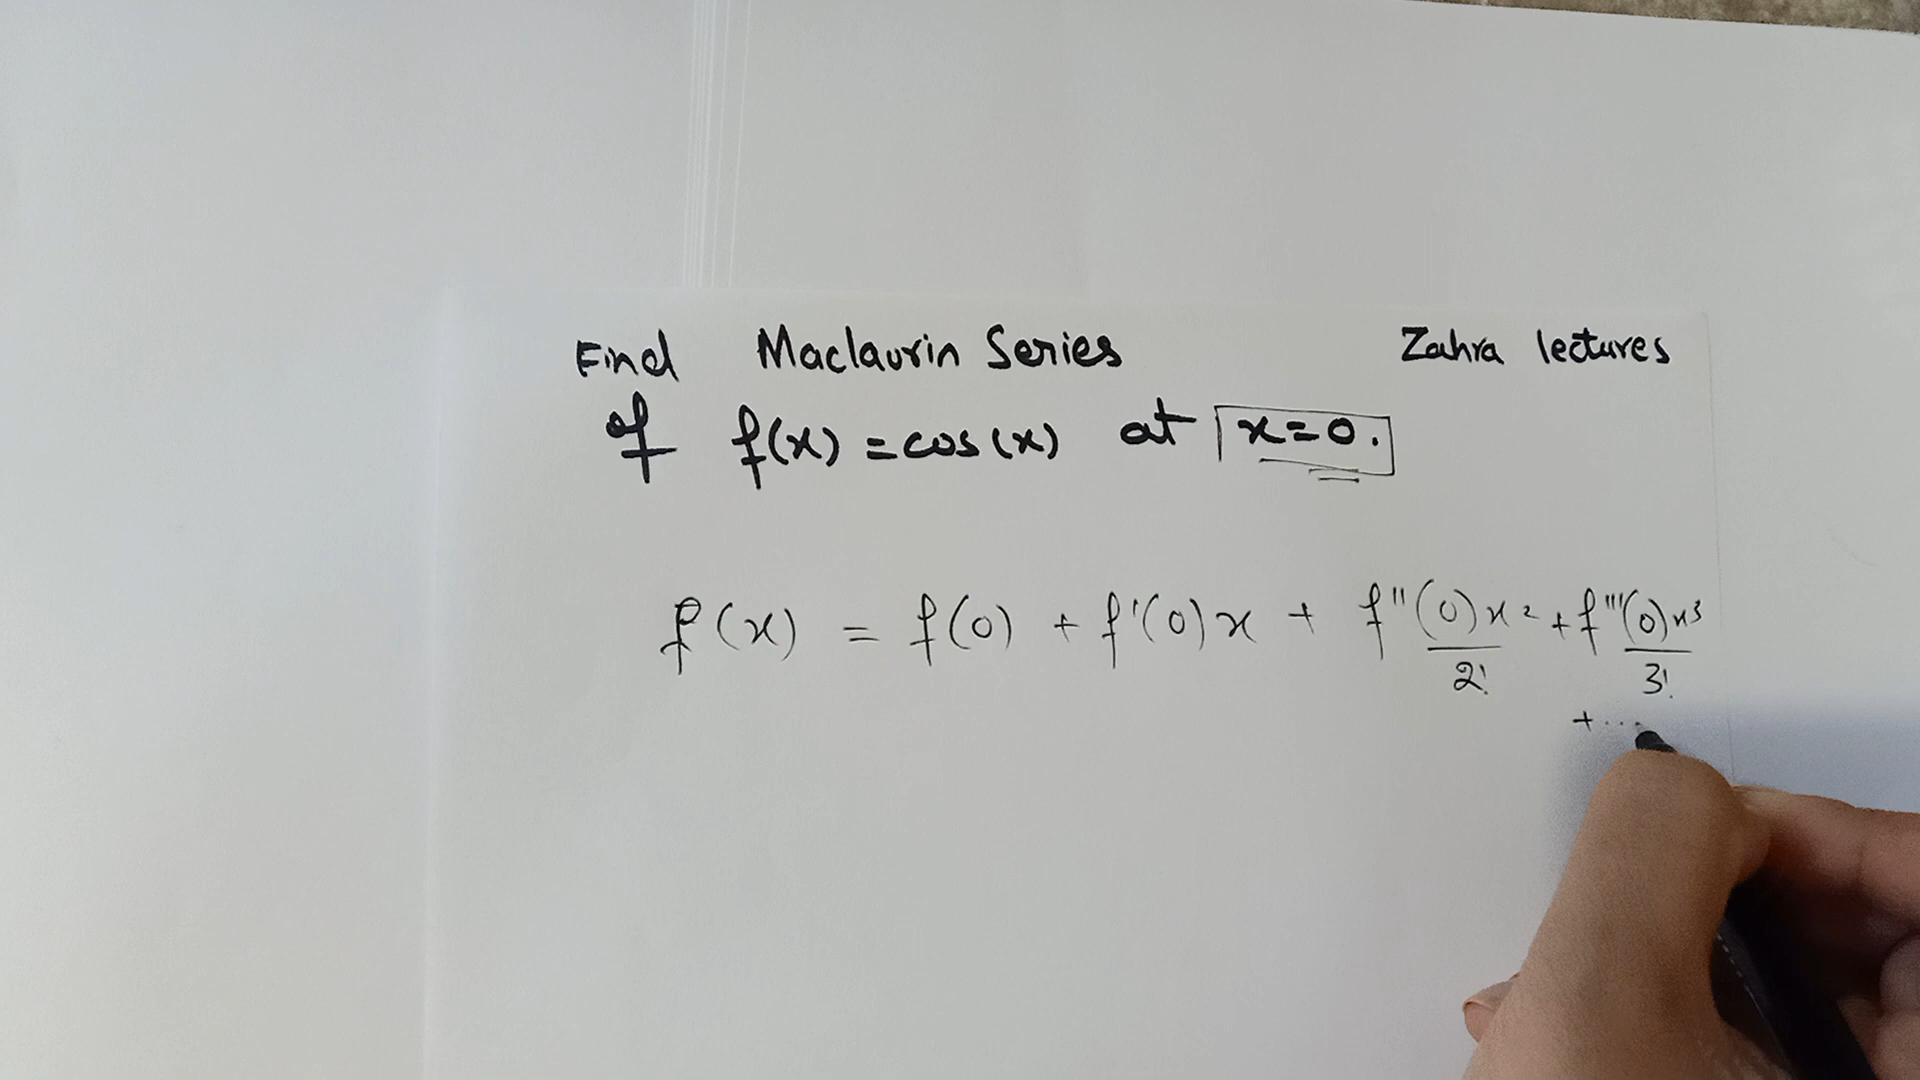 Find Maclaurin Series
Zahra lectures
of f(x) = cos(x) at x=0.
f(x) = f(0) + f'(0)x + f''(0)x²/2! + f'''(0)x³/3!
+ ...